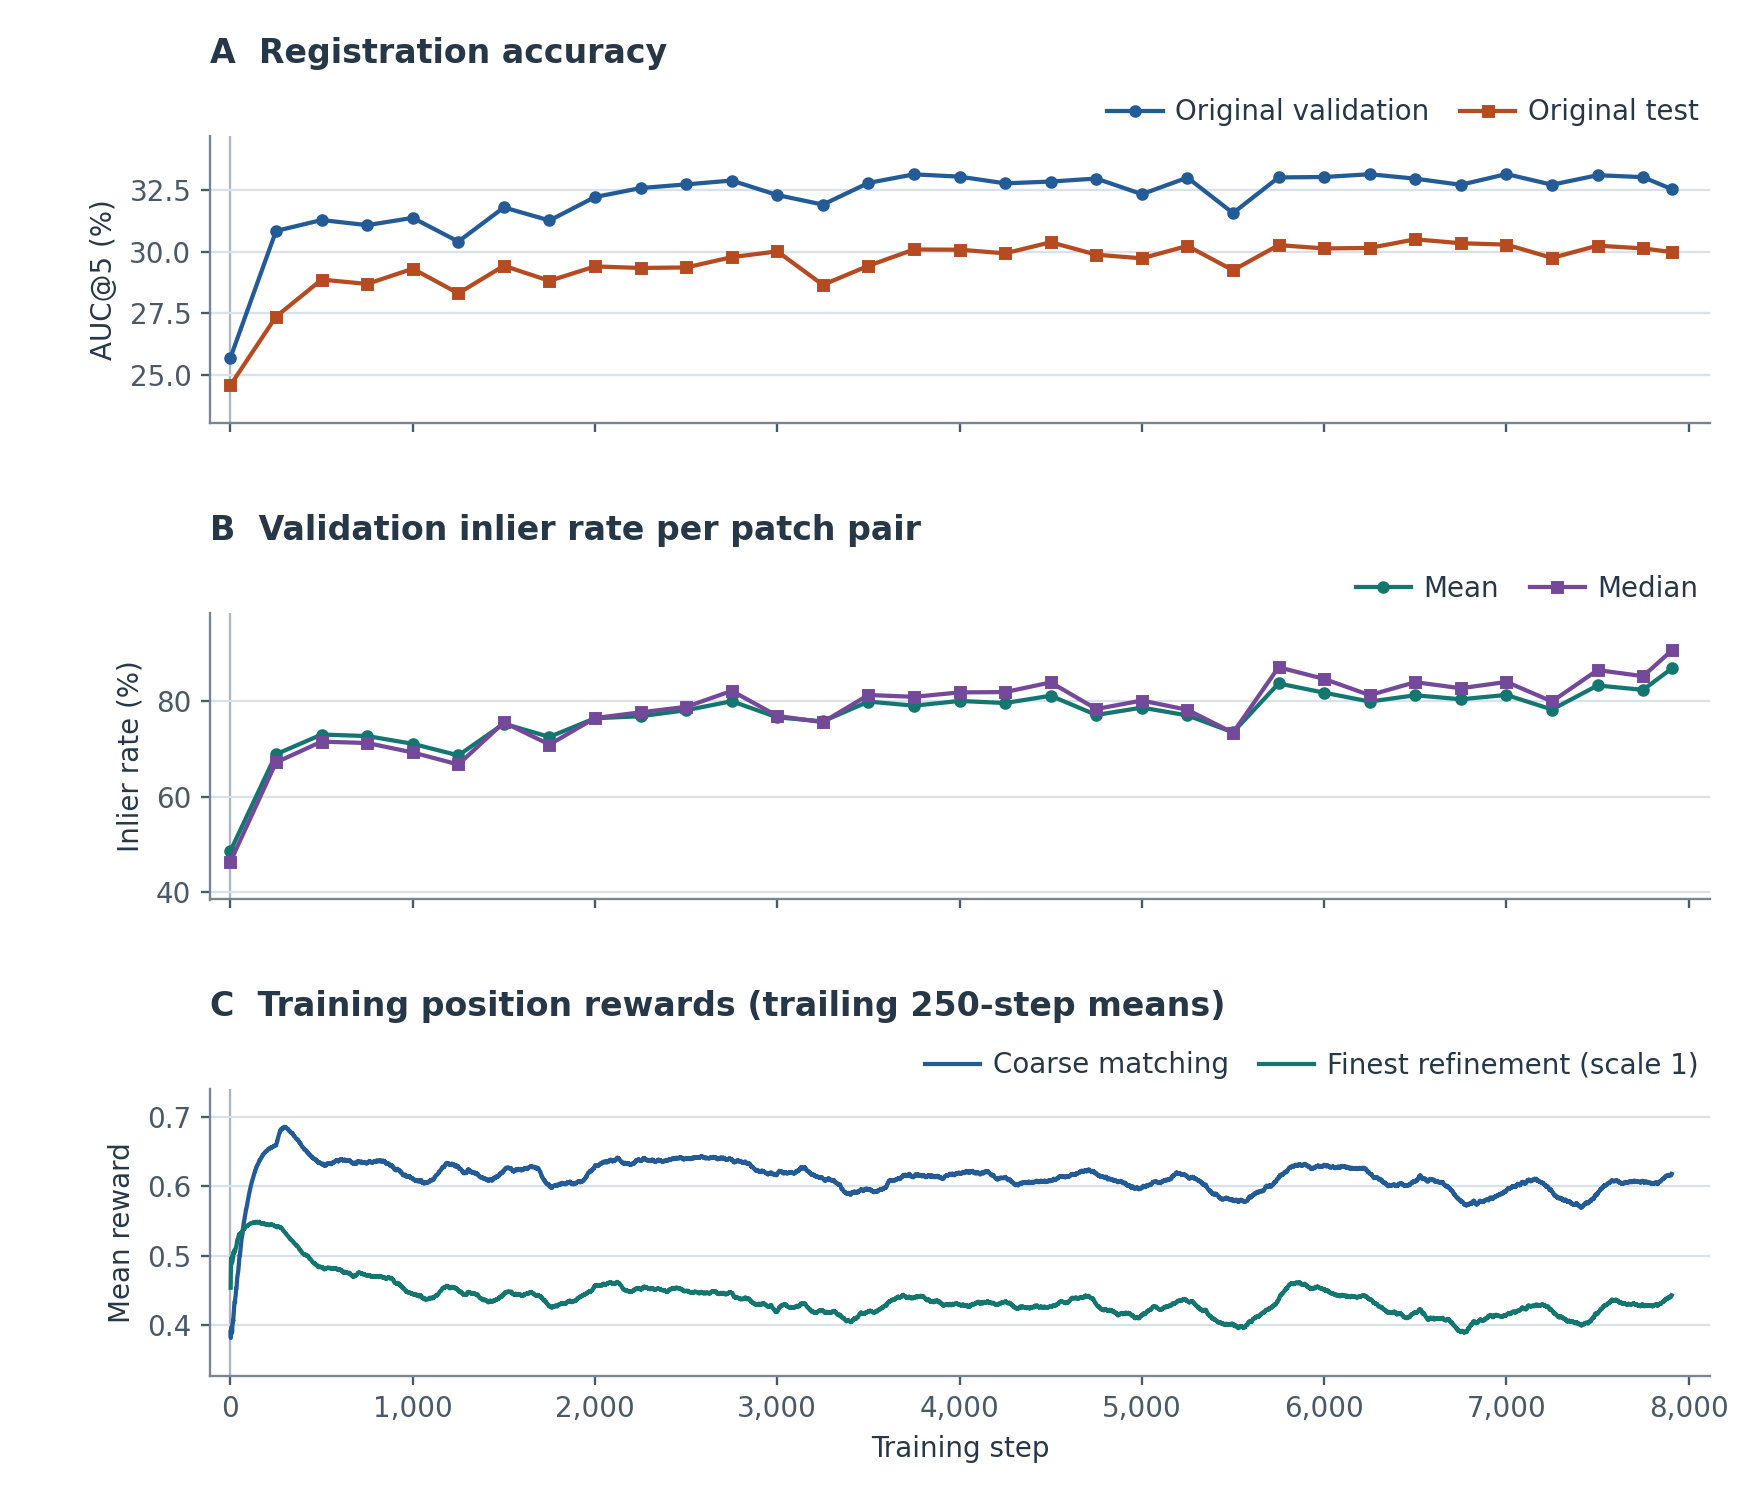 A Registration accuracy
Original validation Original test
AUC@5 (%)
32.5
30.0
27.5
25.0
B Validation inlier rate per patch pair
Mean Median
Inlier rate (%)
80
60
40
C Training position rewards (trailing 250-step means)
Coarse matching Finest refinement (scale 1)
Mean reward
0.7
0.6
0.5
0.4
0 1,000 2,000 3,000 4,000 5,000 6,000 7,000 8,000
Training step